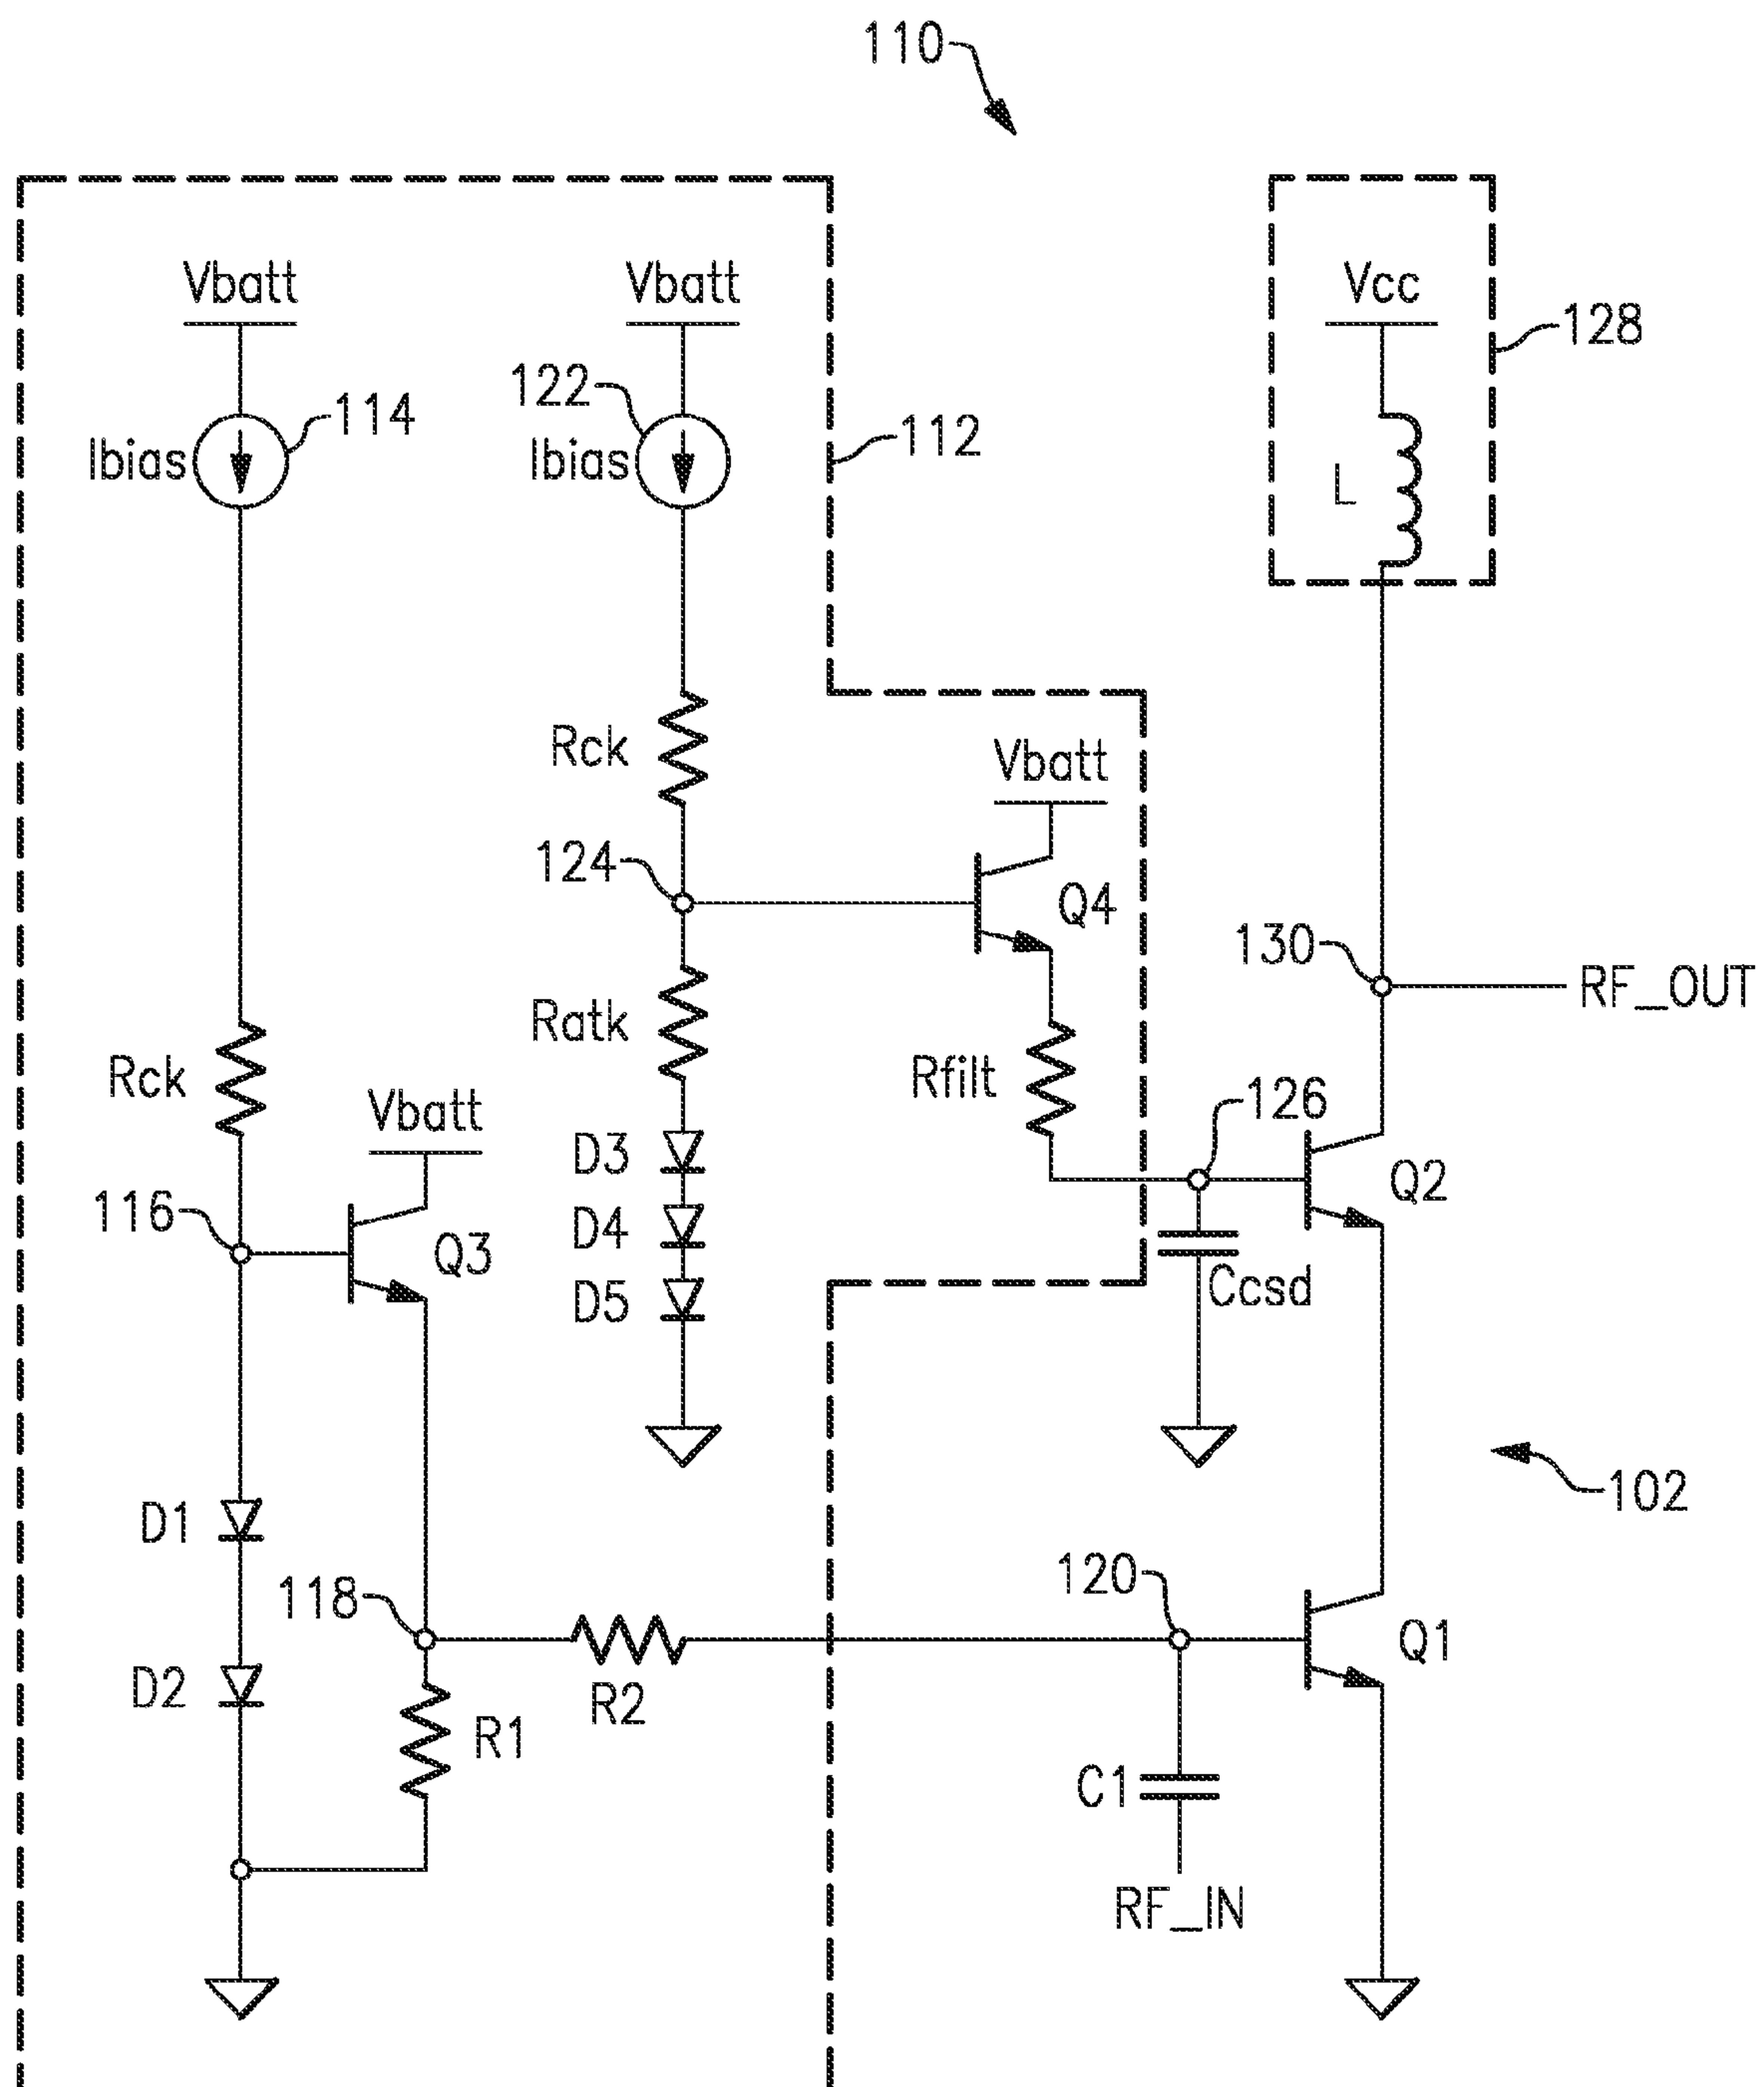 110
Vbatt
Vbatt
Vcc
128
122
114
112
Ibias
Ibias
L
Rck
Vbatt
124
Q4
130
RF_OUT
Ratk
Rfilt
Rck
Vbatt
126
D3
Q2
116
D4
Q3
D5
Ccsd
102
D1
120
118
Q1
D2
R2
R1
C1
RF_IN